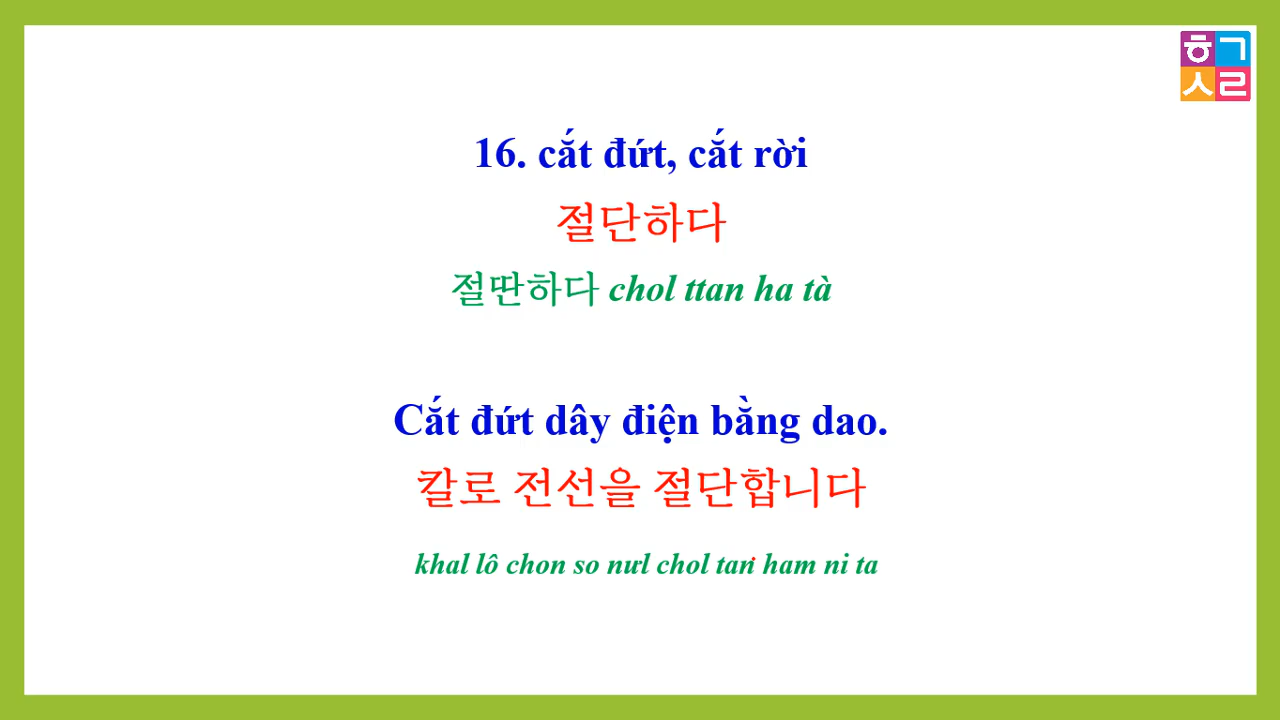 ㅎㄱ
ㅅㄹ
16. cắt đứt, cắt rời
절단하다
절딴하다 chol ttan ha tà
Cắt đứt dây điện bằng dao.
칼로 전선을 절단합니다
khal lô chon so nưl chol tan ham ni ta